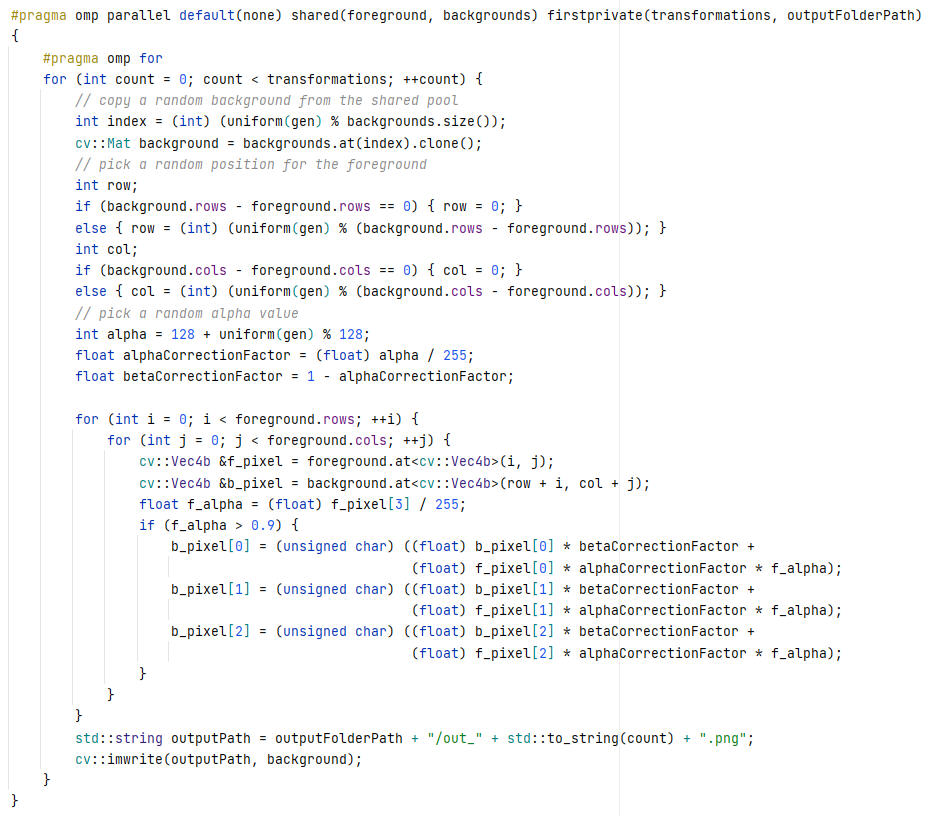 #pragma omp parallel default(none) shared(foreground, backgrounds) firstprivate(transformations, outputFolderPath)
{
    #pragma omp for
    for (int count = 0; count < transformations; ++count) {
        // copy a random background from the shared pool
        int index = (int) (uniform(gen) % backgrounds.size());
        cv::Mat background = backgrounds.at(index).clone();
        // pick a random position for the foreground
        int row;
        if (background.rows - foreground.rows == 0) { row = 0; }
        else { row = (int) (uniform(gen) % (background.rows - foreground.rows)); }
        int col;
        if (background.cols - foreground.cols == 0) { col = 0; }
        else { col = (int) (uniform(gen) % (background.cols - foreground.cols)); }
        // pick a random alpha value
        int alpha = 128 + uniform(gen) % 128;
        float alphaCorrectionFactor = (float) alpha / 255;
        float betaCorrectionFactor = 1 - alphaCorrectionFactor;

        for (int i = 0; i < foreground.rows; ++i) {
            for (int j = 0; j < foreground.cols; ++j) {
                cv::Vec4b &f_pixel = foreground.at<cv::Vec4b>(i, j);
                cv::Vec4b &b_pixel = background.at<cv::Vec4b>(row + i, col + j);
                float f_alpha = (float) f_pixel[3] / 255;
                if (f_alpha > 0.9) {
                    b_pixel[0] = (unsigned char) ((float) b_pixel[0] * betaCorrectionFactor +
                                                  (float) f_pixel[0] * alphaCorrectionFactor * f_alpha);
                    b_pixel[1] = (unsigned char) ((float) b_pixel[1] * betaCorrectionFactor +
                                                  (float) f_pixel[1] * alphaCorrectionFactor * f_alpha);
                    b_pixel[2] = (unsigned char) ((float) b_pixel[2] * betaCorrectionFactor +
                                                  (float) f_pixel[2] * alphaCorrectionFactor * f_alpha);
                }
            }
        }
        std::string outputPath = outputFolderPath + "/out_" + std::to_string(count) + ".png";
        cv::imwrite(outputPath, background);
    }
}